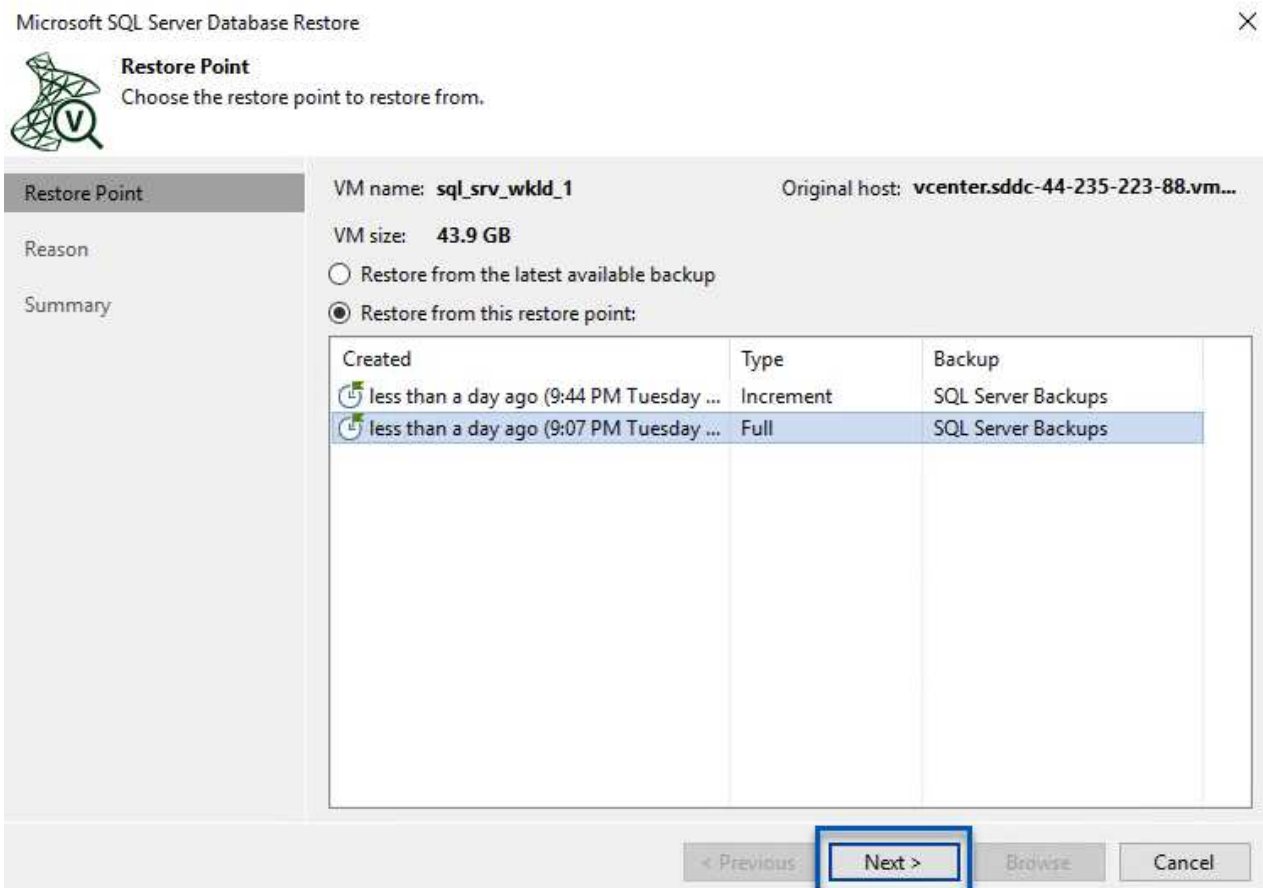 Microsoft SQL Server Database Restore
Restore Point
Choose the restore point to restore from.
V
Restore Point
Reason
Summary
VM name: sql_srv_wkld_1 Original host: vcenter.sddc-44-235-223-88.vm...
VM size: 43.9 GB
Restore from the latest available backup
Restore from this restore point:
Created Type Backup
less than a day ago (9:44 PM Tuesday ... Increment SQL Server Backups
less than a day ago (9:07 PM Tuesday ... Full SQL Server Backups
< Previous Next > Browse Cancel